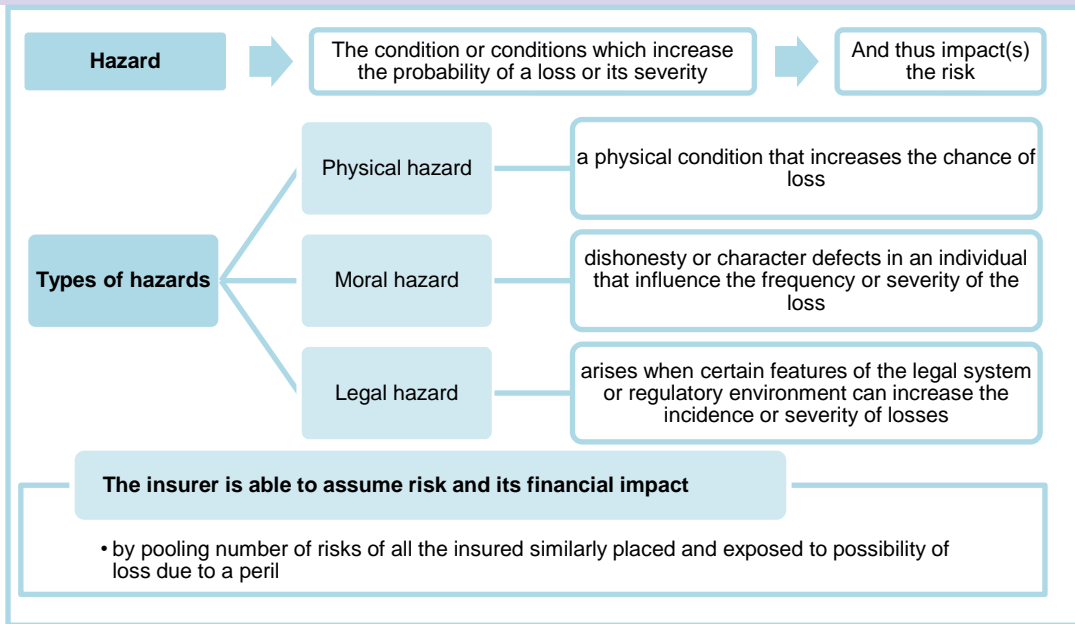 Hazard
The condition or conditions which increase
the probability of a loss or its severity
And thus impact(s)
the risk
Types of hazards
Physical hazard
a physical condition that increases the chance of
loss
Moral hazard
dishonesty or character defects in an individual
that influence the frequency or severity of the
loss
Legal hazard
arises when certain features of the legal system
or regulatory environment can increase the
incidence or severity of losses
The insurer is able to assume risk and its financial impact
• by pooling number of risks of all the insured similarly placed and exposed to possibility of
loss due to a peril